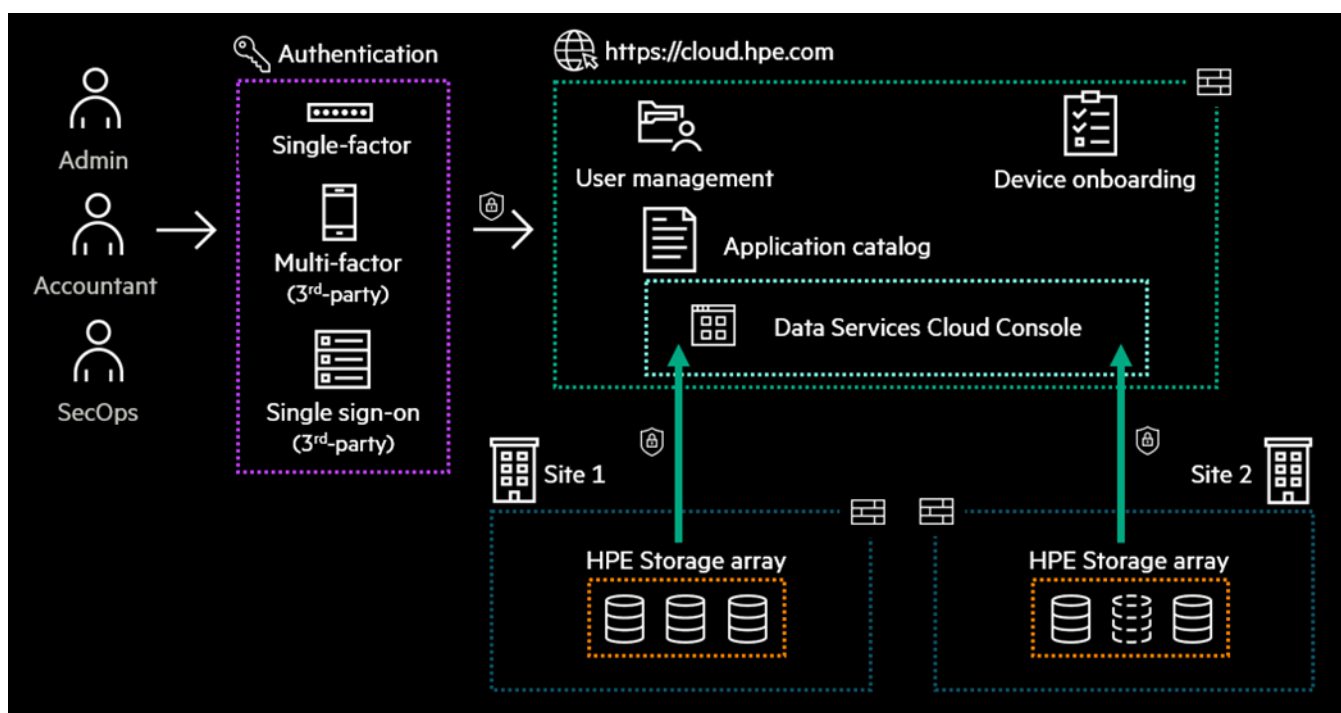 Authentication
https://cloud.hpe.com
Admin
Single-factor
User management
Device onboarding
Accountant
Multi-factor
(3rd-party)
Application catalog
Data Services Cloud Console
SecOps
Single sign-on
(3rd-party)
Site 1
Site 2
HPE Storage array
HPE Storage array